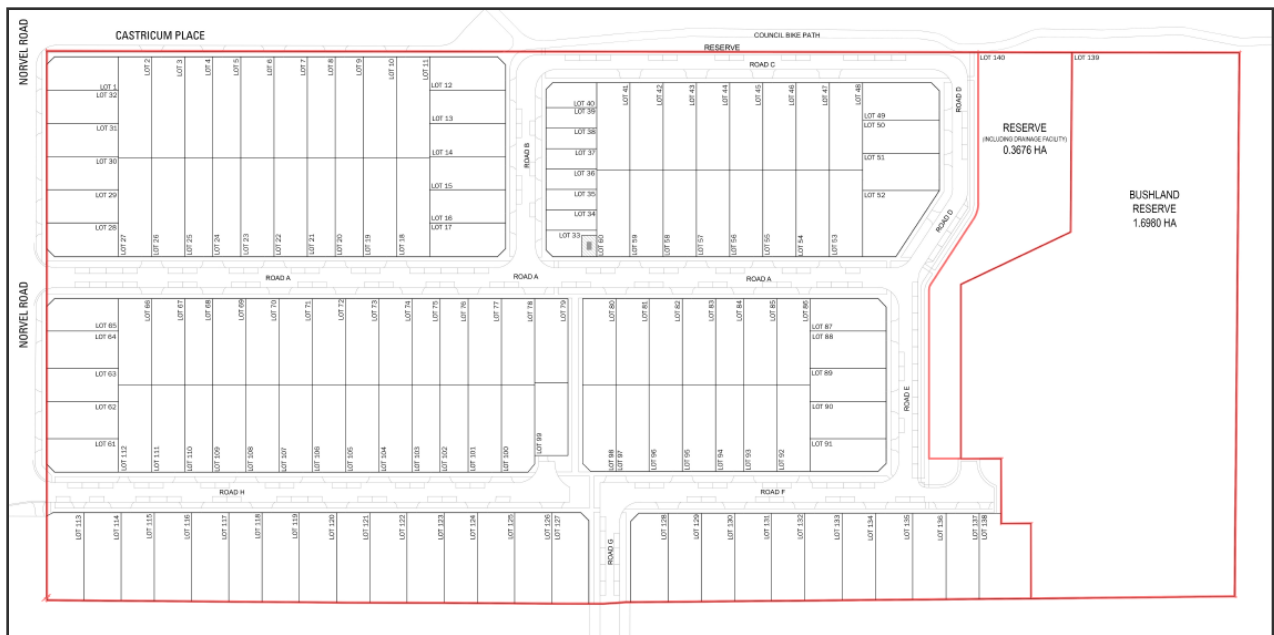 NORVEL ROAD
CASTRICUM PLACE
COUNCIL BIKE PATH
RESERVE
ROAD C
LOT 140
LOT 139
LOT 1
LOT 32
LOT 31
LOT 30
LOT 29
LOT 28
LOT 2
LOT 3
LOT 4
LOT 5
LOT 6
LOT 7
LOT 8
LOT 9
LOT 10
LOT 11
LOT 12
LOT 13
LOT 14
LOT 15
LOT 16
LOT 17
LOT 27
LOT 26
LOT 25
LOT 24
LOT 23
LOT 22
LOT 21
LOT 20
LOT 19
LOT 18
ROAD B
LOT 40
LOT 39
LOT 38
LOT 37
LOT 36
LOT 35
LOT 34
LOT 33
LOT 41
LOT 42
LOT 43
LOT 44
LOT 45
LOT 46
LOT 47
LOT 48
LOT 49
LOT 50
LOT 51
LOT 52
LOT 60
LOT 59
LOT 58
LOT 57
LOT 56
LOT 55
LOT 54
LOT 53
ROAD D
ROAD D
RESERVE
(INCLUDING DRAINAGE FACILITY)
0.3676 HA
BUSHLAND
RESERVE
1.6980 HA
ROAD A
ROAD A
ROAD A
NORVEL ROAD
LOT 65
LOT 64
LOT 63
LOT 62
LOT 61
LOT 66
LOT 67
LOT 68
LOT 69
LOT 70
LOT 71
LOT 72
LOT 73
LOT 74
LOT 75
LOT 76
LOT 77
LOT 78
LOT 79
LOT 112
LOT 111
LOT 110
LOT 109
LOT 108
LOT 107
LOT 106
LOT 105
LOT 104
LOT 103
LOT 102
LOT 101
LOT 100
LOT 99
LOT 80
LOT 81
LOT 82
LOT 83
LOT 84
LOT 85
LOT 86
LOT 87
LOT 88
LOT 89
LOT 90
LOT 91
LOT 98
LOT 97
LOT 96
LOT 95
LOT 94
LOT 93
LOT 92
ROAD E
ROAD H
ROAD F
LOT 113
LOT 114
LOT 115
LOT 116
LOT 117
LOT 118
LOT 119
LOT 120
LOT 121
LOT 122
LOT 123
LOT 124
LOT 125
LOT 126
LOT 127
ROAD G
LOT 128
LOT 129
LOT 130
LOT 131
LOT 132
LOT 133
LOT 134
LOT 135
LOT 136
LOT 137
LOT 138